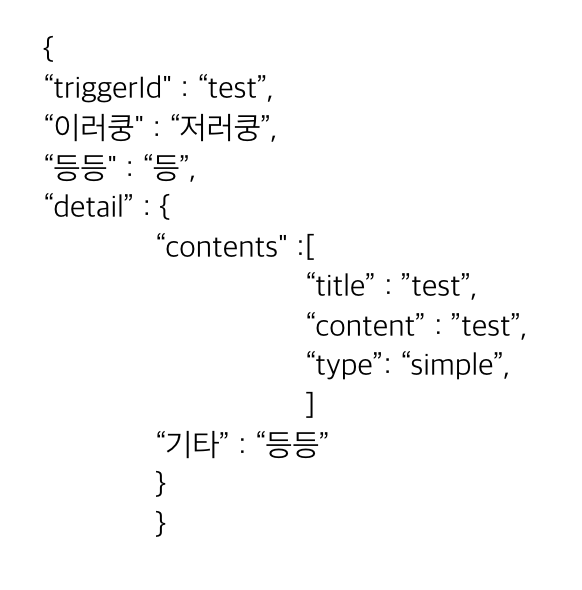 {
“triggerId" : “test”,
“이러쿵" : “저러쿵”,
“등등" : “등”,
“detail” : {
“contents" :[
“title” : ”test”,
“content” : ”test”,
“type”: “simple”,
]
“기타” : “등등”
}
}